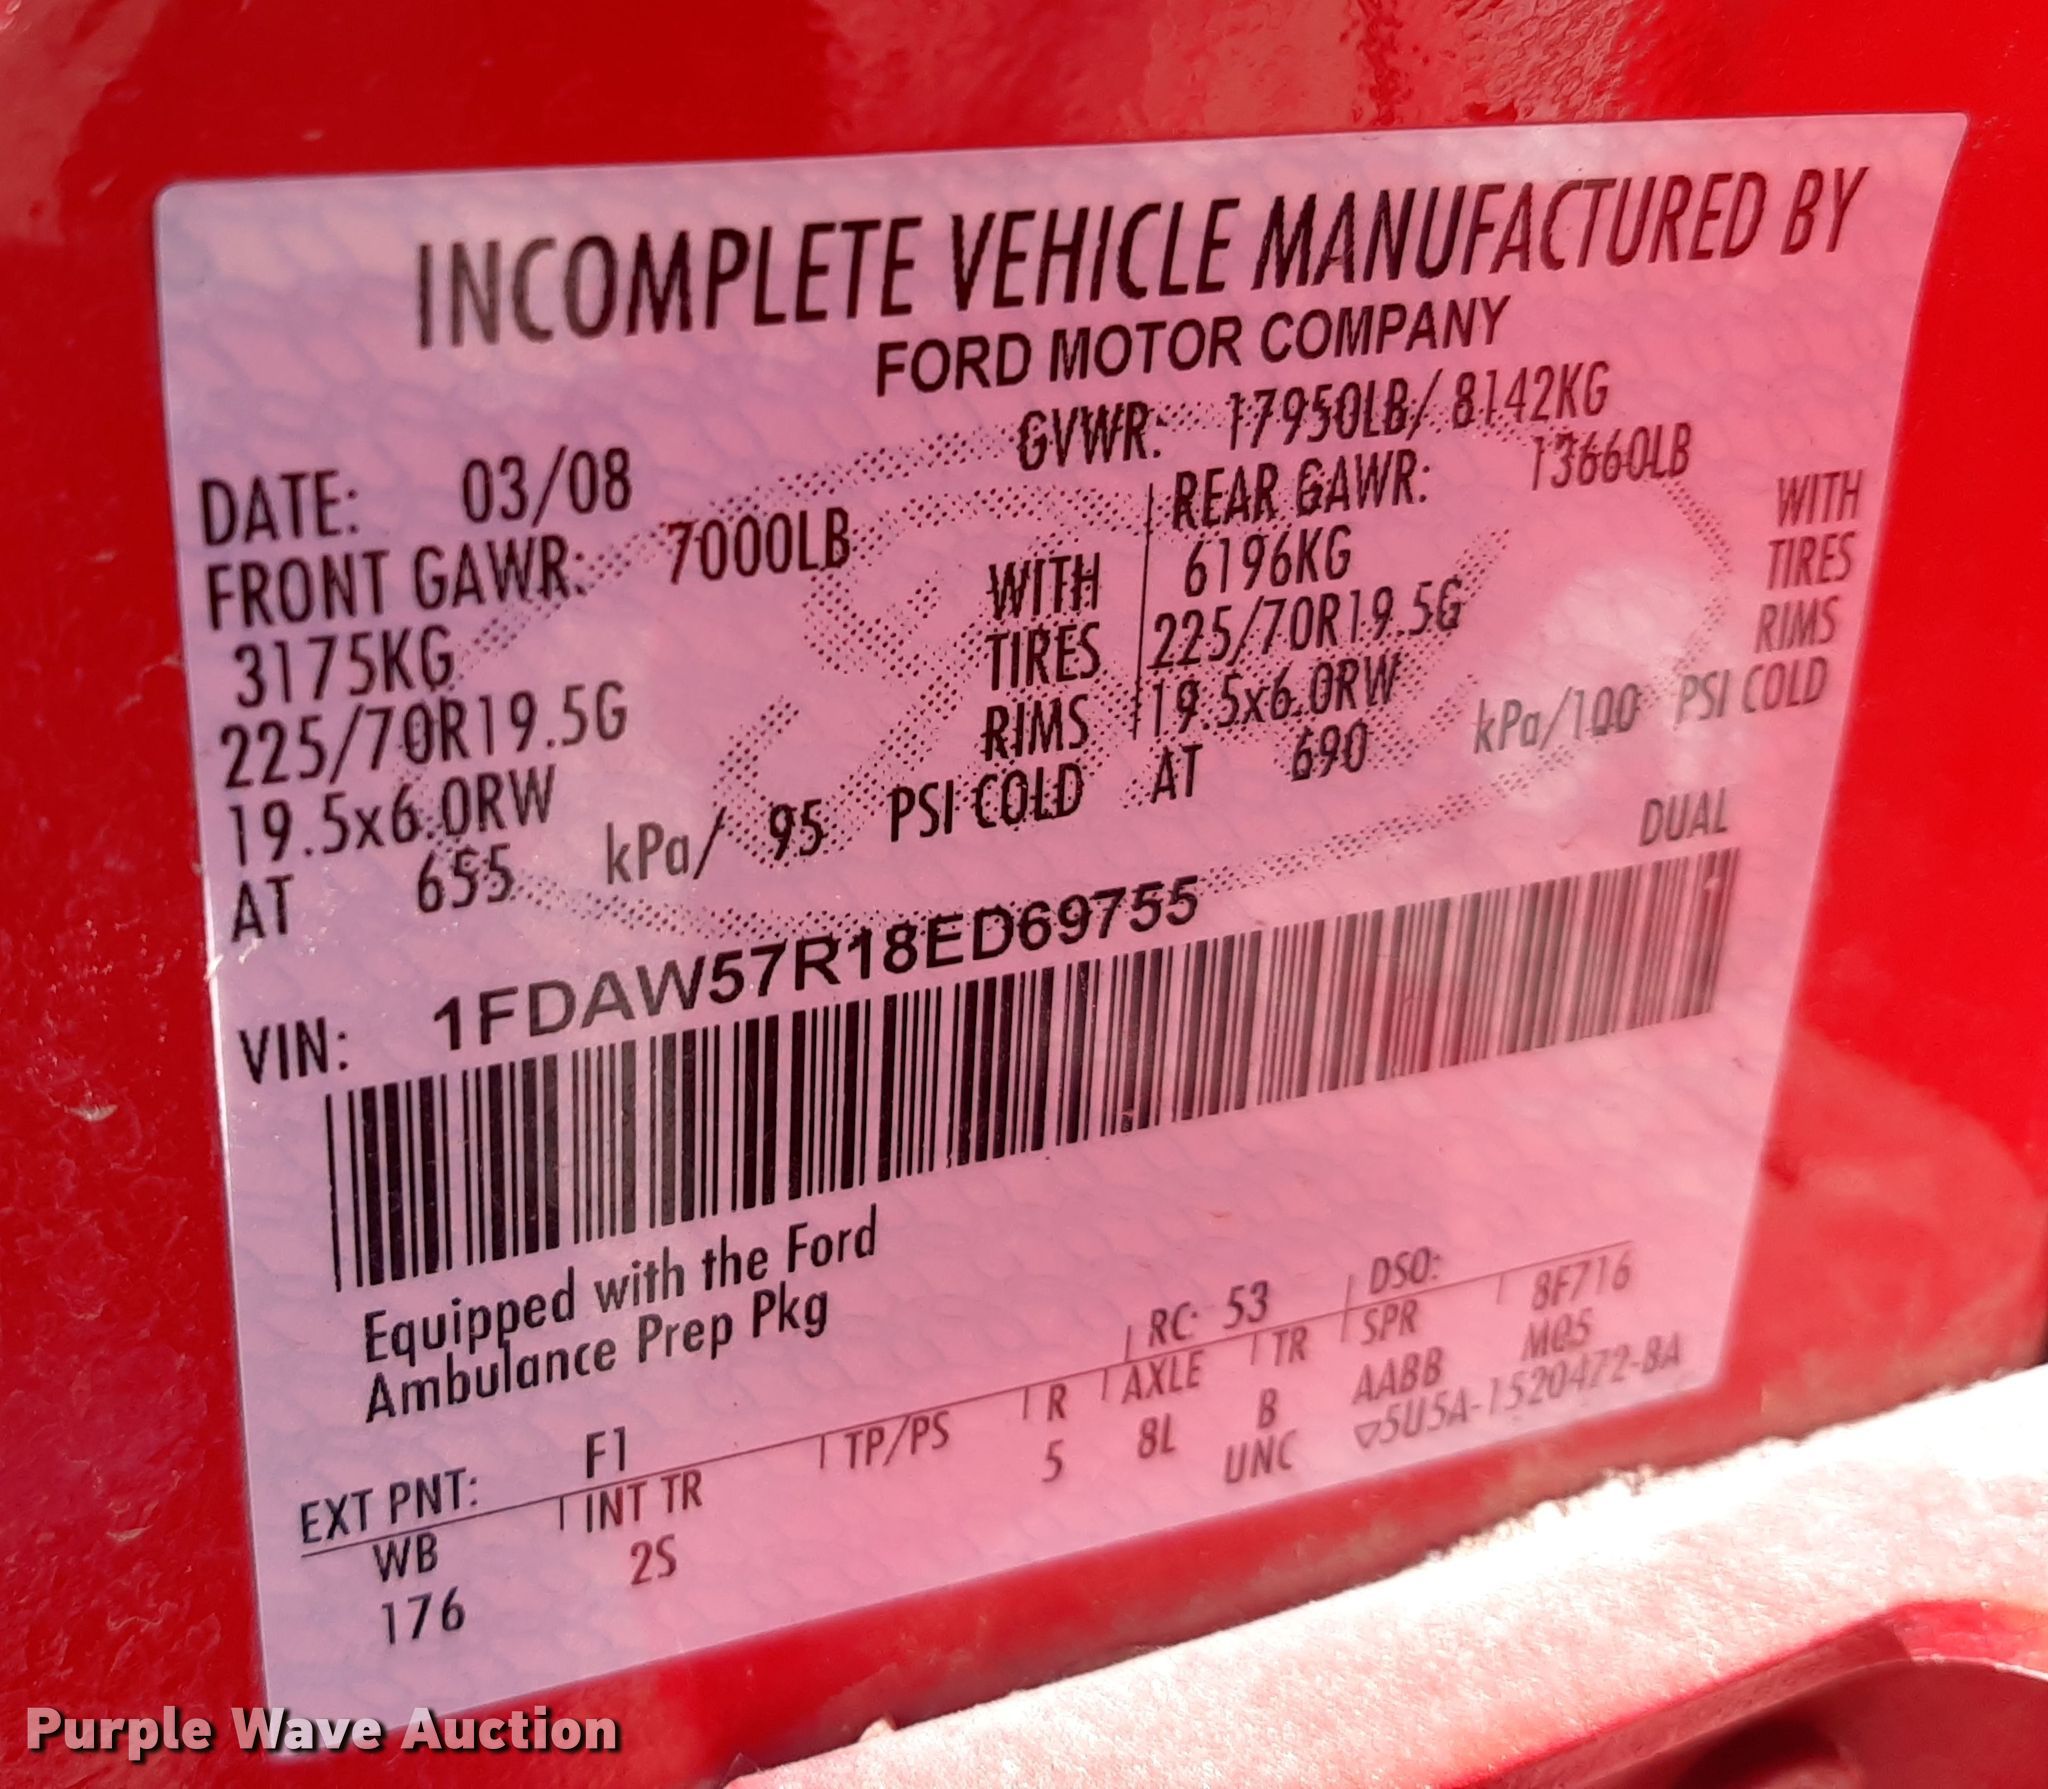 INCOMPLETE VEHICLE MANUFACTURED BY
FORD MOTOR COMPANY
DATE: 03/08 GVWR: 17950LB/ 8142KG
FRONT GAWR: 7000LB REAR GAWR: 13660LB
3175KG WITH 6196KG WITH
225/70R19.5G TIRES 225/70R19.5G TIRES
19.5x6.0RW RIMS 19.5x6.0RW RIMS
AT 655 kPa/ 95 PSI COLD AT 690 kPa/100 PSI COLD
DUAL
VIN: 1FDAW57R18ED69755
Equipped with the Ford
Ambulance Prep Pkg
EXT PNT: F1 RC: 53 DSO: 8F716
WB INT TR TP/PS R AXLE TR SPR MQ5
176 2S 5 8L B AABB
UNC ▽5U5A-1520472-BA
Purple Wave Auction